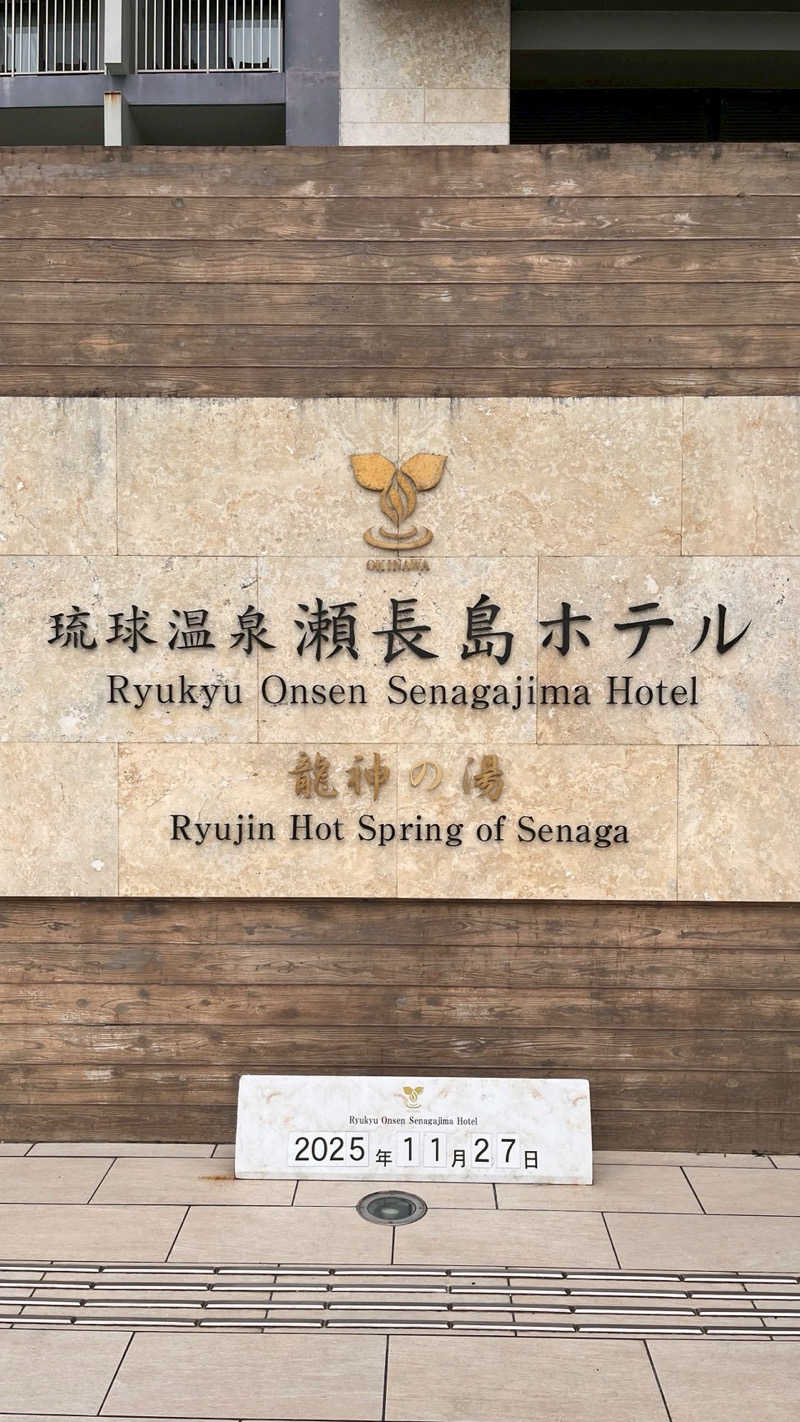 OKINAWA
琉球温泉瀬長島ホテル
Ryukyu Onsen Senagajima Hotel
龍神の湯
Ryujin Hot Spring of Senaga
Ryukyu Onsen Senagajima Hotel
2025年11月27日